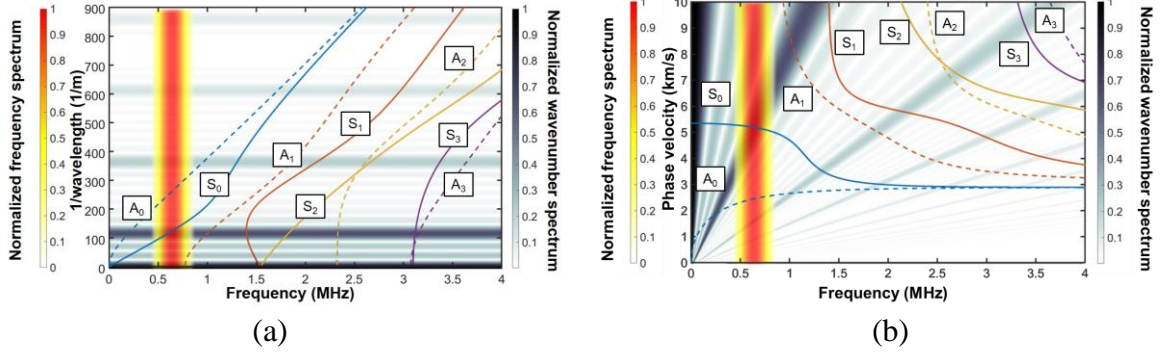 Normalized frequency spectrum
1
0.9
0.8
0.7
0.6
0.5
0.4
0.3
0.2
0.1
0
1/wavelength (1/m)
900
800
700
600
500
400
300
200
100
0
A0
S0
A1
S1
S2
A2
S3
A3
0 0.5 1 1.5 2 2.5 3 3.5 4
Frequency (MHz)
1
0.9
0.8
0.7
0.6
0.5
0.4
0.3
0.2
0.1
0
Normalized wavenumber spectrum
(a)
Normalized frequency spectrum
1
0.9
0.8
0.7
0.6
0.5
0.4
0.3
0.2
0.1
0
Phase velocity (km/s)
10
9
8
7
6
5
4
3
2
1
0
S0
A0
A1
S1
S2
A2
S3
A3
0 0.5 1 1.5 2 2.5 3 3.5 4
Frequency (MHz)
1
0.9
0.8
0.7
0.6
0.5
0.4
0.3
0.2
0.1
0
Normalized wavenumber spectrum
(b)